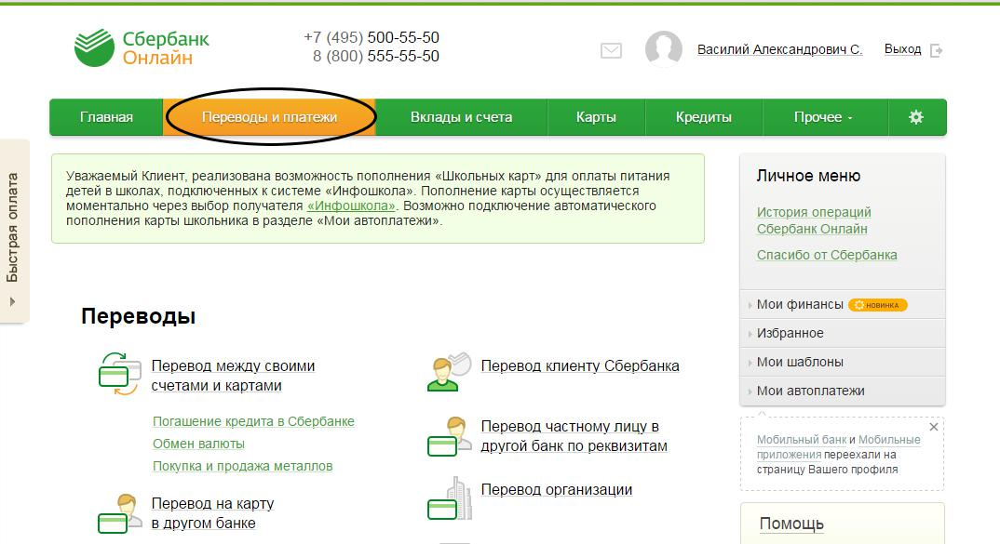 Сбербанк
Онлайн
+7 (495) 500-55-50
8 (800) 555-55-50
Василий Александрович С.
Выход
Главная
Переводы и платежи
Вклады и счета
Карты
Кредиты
Прочее
Быстрая оплата
Уважаемый Клиент, реализована возможность пополнения «Школьных карт» для оплаты питания
детей в школах, подключенных к системе «Инфошкола». Пополнение карты осуществляется
моментально через выбор получателя «Инфошкола». Возможно подключение автоматического
пополнения карты школьника в разделе «Мои автоплатежи».
Переводы
Перевод между своими
счетами и картами
Погашение кредита в Сбербанке
Обмен валюты
Покупка и продажа металлов
Перевод на карту
в другом банке
Перевод клиенту Сбербанка
Перевод частному лицу в
другой банк по реквизитам
Перевод организации
Личное меню
История операций
Сбербанк Онлайн
Спасибо от Сбербанка
Мои финансы НОВИНКА
Избранное
Мои шаблоны
Мои автоплатежи
Мобильный банк и Мобильные
приложения переехали на
страницу Вашего профиля
Помощь